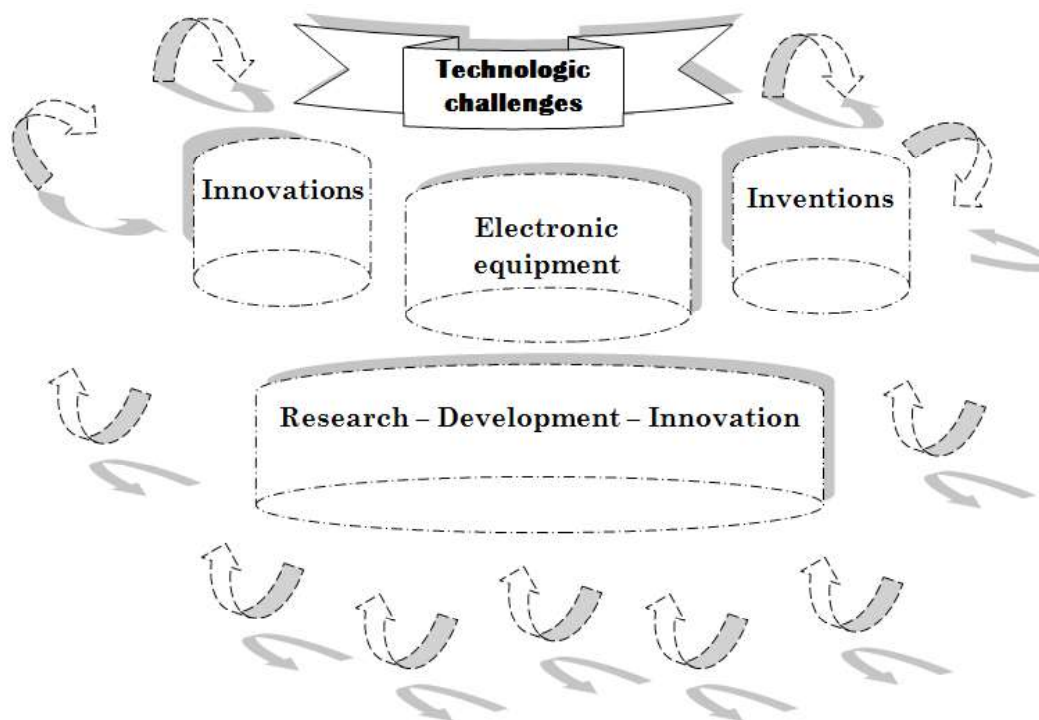 Technologic
challenges
Innovations
Electronic
equipment
Inventions
Research – Development – Innovation